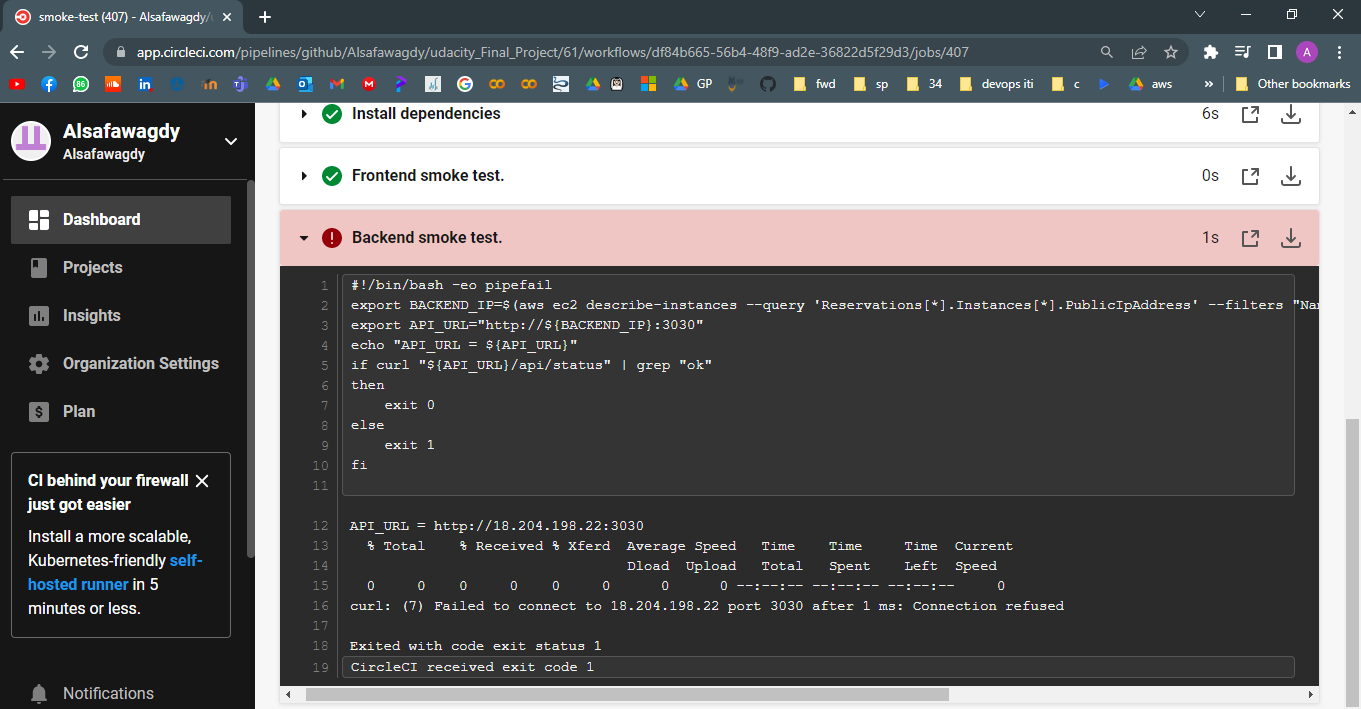 smoke-test (407) - Alsafawagdy/u
app.circleci.com/pipelines/github/Alsafawagdy/udacity_Final_Project/61/workflows/df84b665-56b4-48f9-ad2e-36822d5f29d3/jobs/407
A
86
GP
fwd
sp
34
devops iti
c
aws
»
Other bookmarks
Alsafawagdy
Alsafawagdy
Dashboard
Projects
Insights
Organization Settings
Plan
CI behind your firewall
just got easier
Install a more scalable,
Kubernetes-friendly self-
hosted runner in 5
minutes or less.
Notifications
Install dependencies 6s
Frontend smoke test. 0s
Backend smoke test. 1s
1 #!/bin/bash -eo pipefail
2 export BACKEND_IP=$(aws ec2 describe-instances --query 'Reservations[*].Instances[*].PublicIpAddress' --filters "Nam
3 export API_URL="http://${BACKEND_IP}:3030"
4 echo "API_URL = ${API_URL}"
5 if curl "${API_URL}/api/status" | grep "ok"
6 then
7 exit 0
8 else
9 exit 1
10 fi
11
12 API_URL = http://18.204.198.22:3030
13 % Total % Received % Xferd Average Speed Time Time Time Current
14 Dload Upload Total Spent Left Speed
15 0 0 0 0 0 0 0 0 --:--:-- --:--:-- --:--:-- 0
16 curl: (7) Failed to connect to 18.204.198.22 port 3030 after 1 ms: Connection refused
17
18 Exited with code exit status 1
19 CircleCI received exit code 1